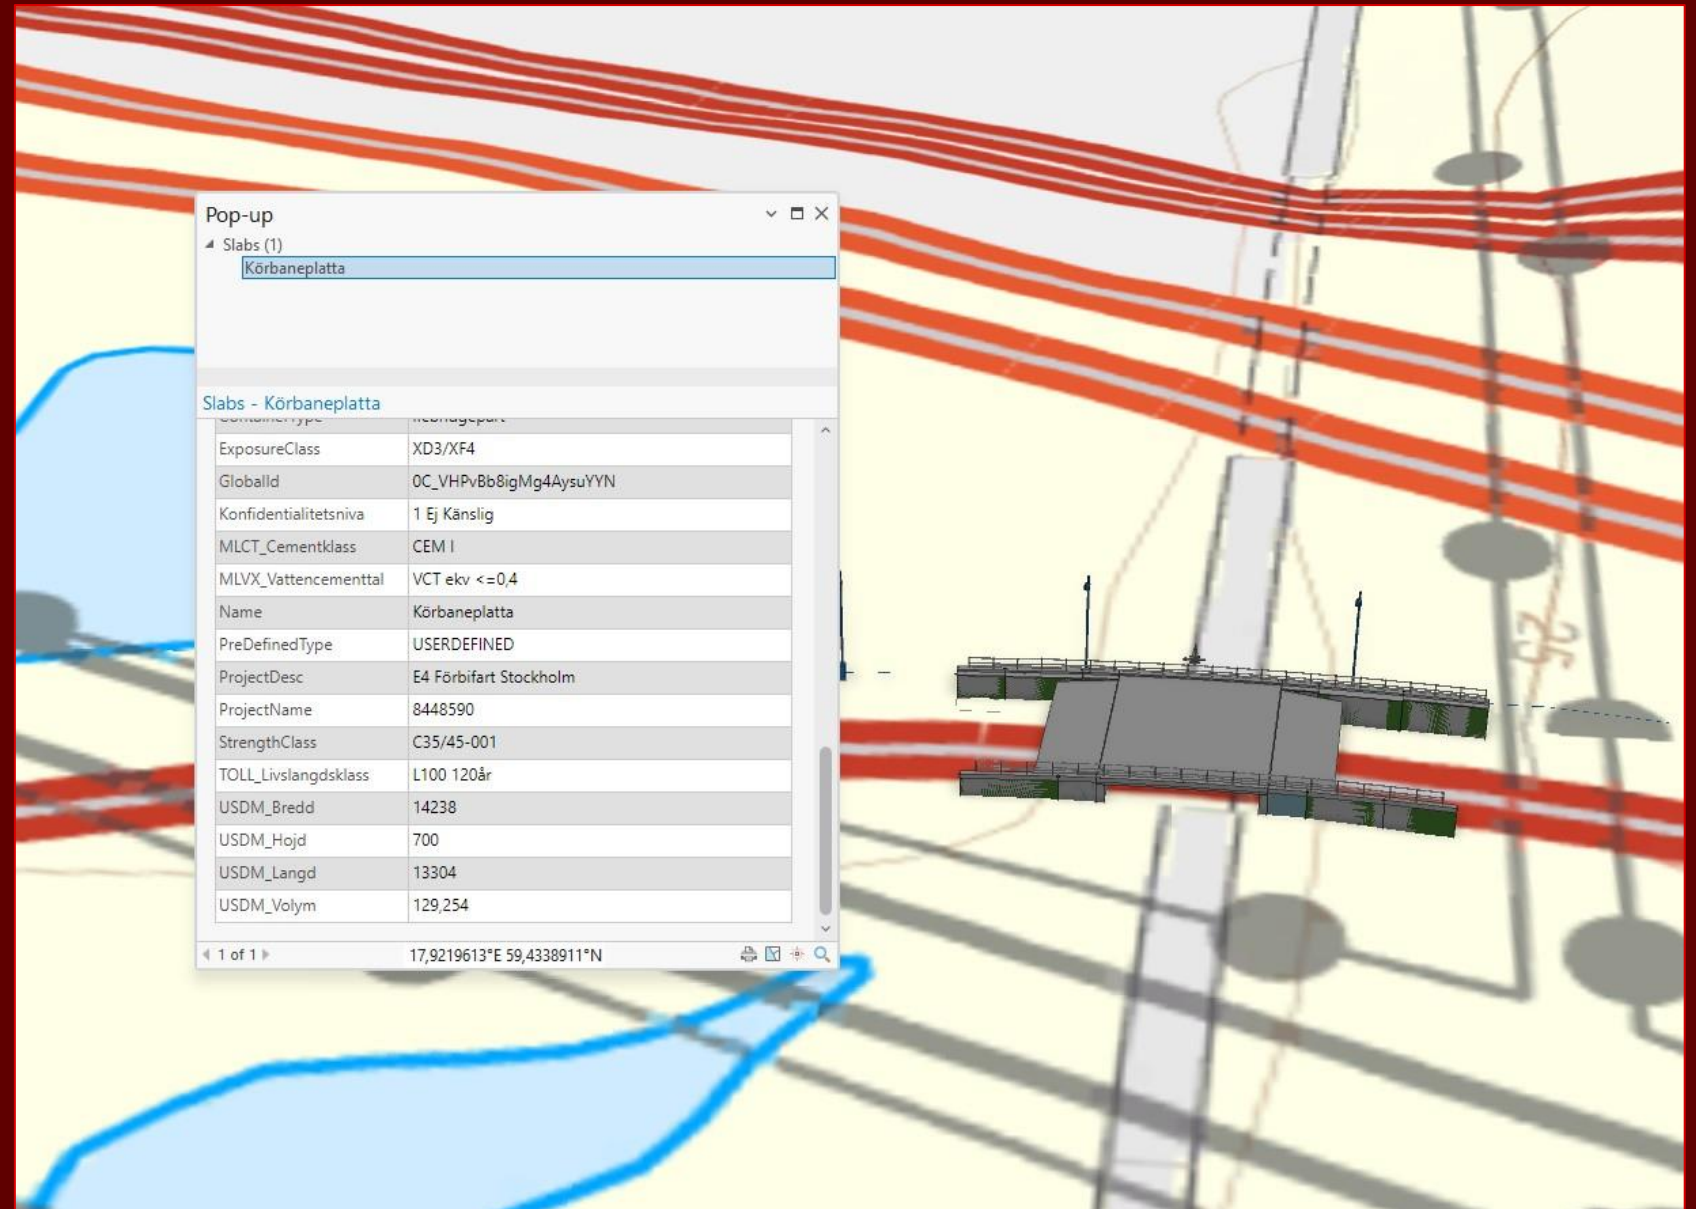 Pop-up
Slabs (1)
Körbaneplatta
Slabs - Körbaneplatta
ExposureClass XD3/XF4
GlobalId 0C_VHPvBb8igMg4AysuYYN
Konfidentialitetsniva 1 Ej Känslig
MLCT_Cementklass CEM I
MLVX_Vattencementtal VCT ekv <=0,4
Name Körbaneplatta
PreDefinedType USERDEFINED
ProjectDesc E4 Förbifart Stockholm
ProjectName 8448590
StrengthClass C35/45-001
TOLL_Livslangdsklass L100 120år
USDM_Bredd 14238
USDM_Hojd 700
USDM_Langd 13304
USDM_Volym 129,254
1 of 1 17,9219613°E 59,4338911°N